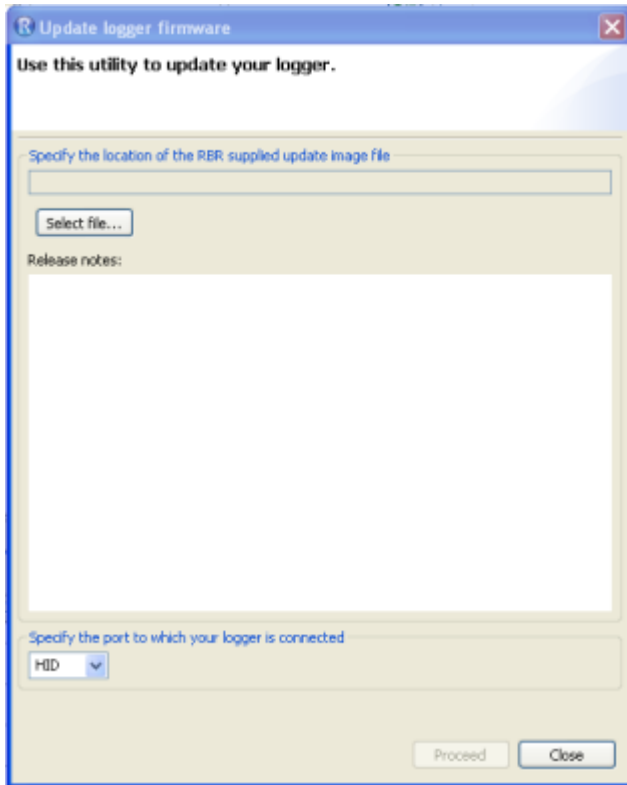 R Update logger firmware
Use this utility to update your logger.
Specify the location of the RBR supplied update image file
Select file...
Release notes:
Specify the port to which your logger is connected
HID
Proceed Close